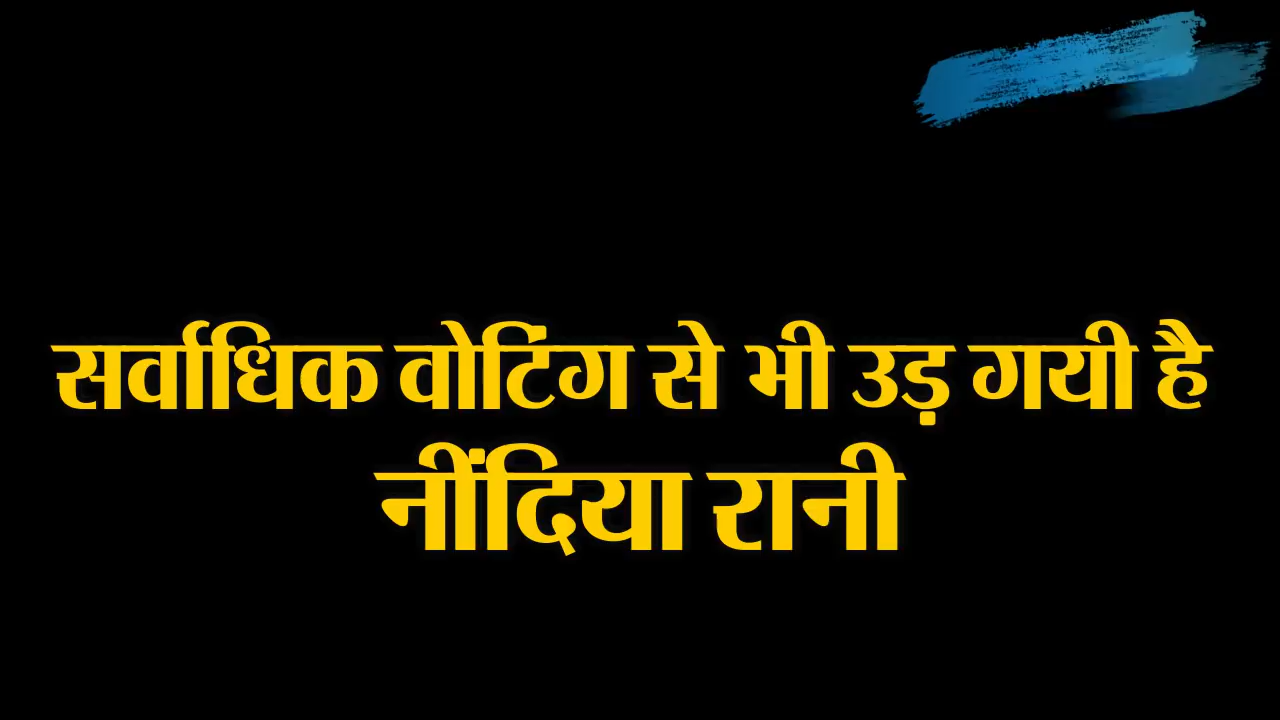 सर्वाधिक वोटिंग से भी उड़ गयी है
नींदिया रानी